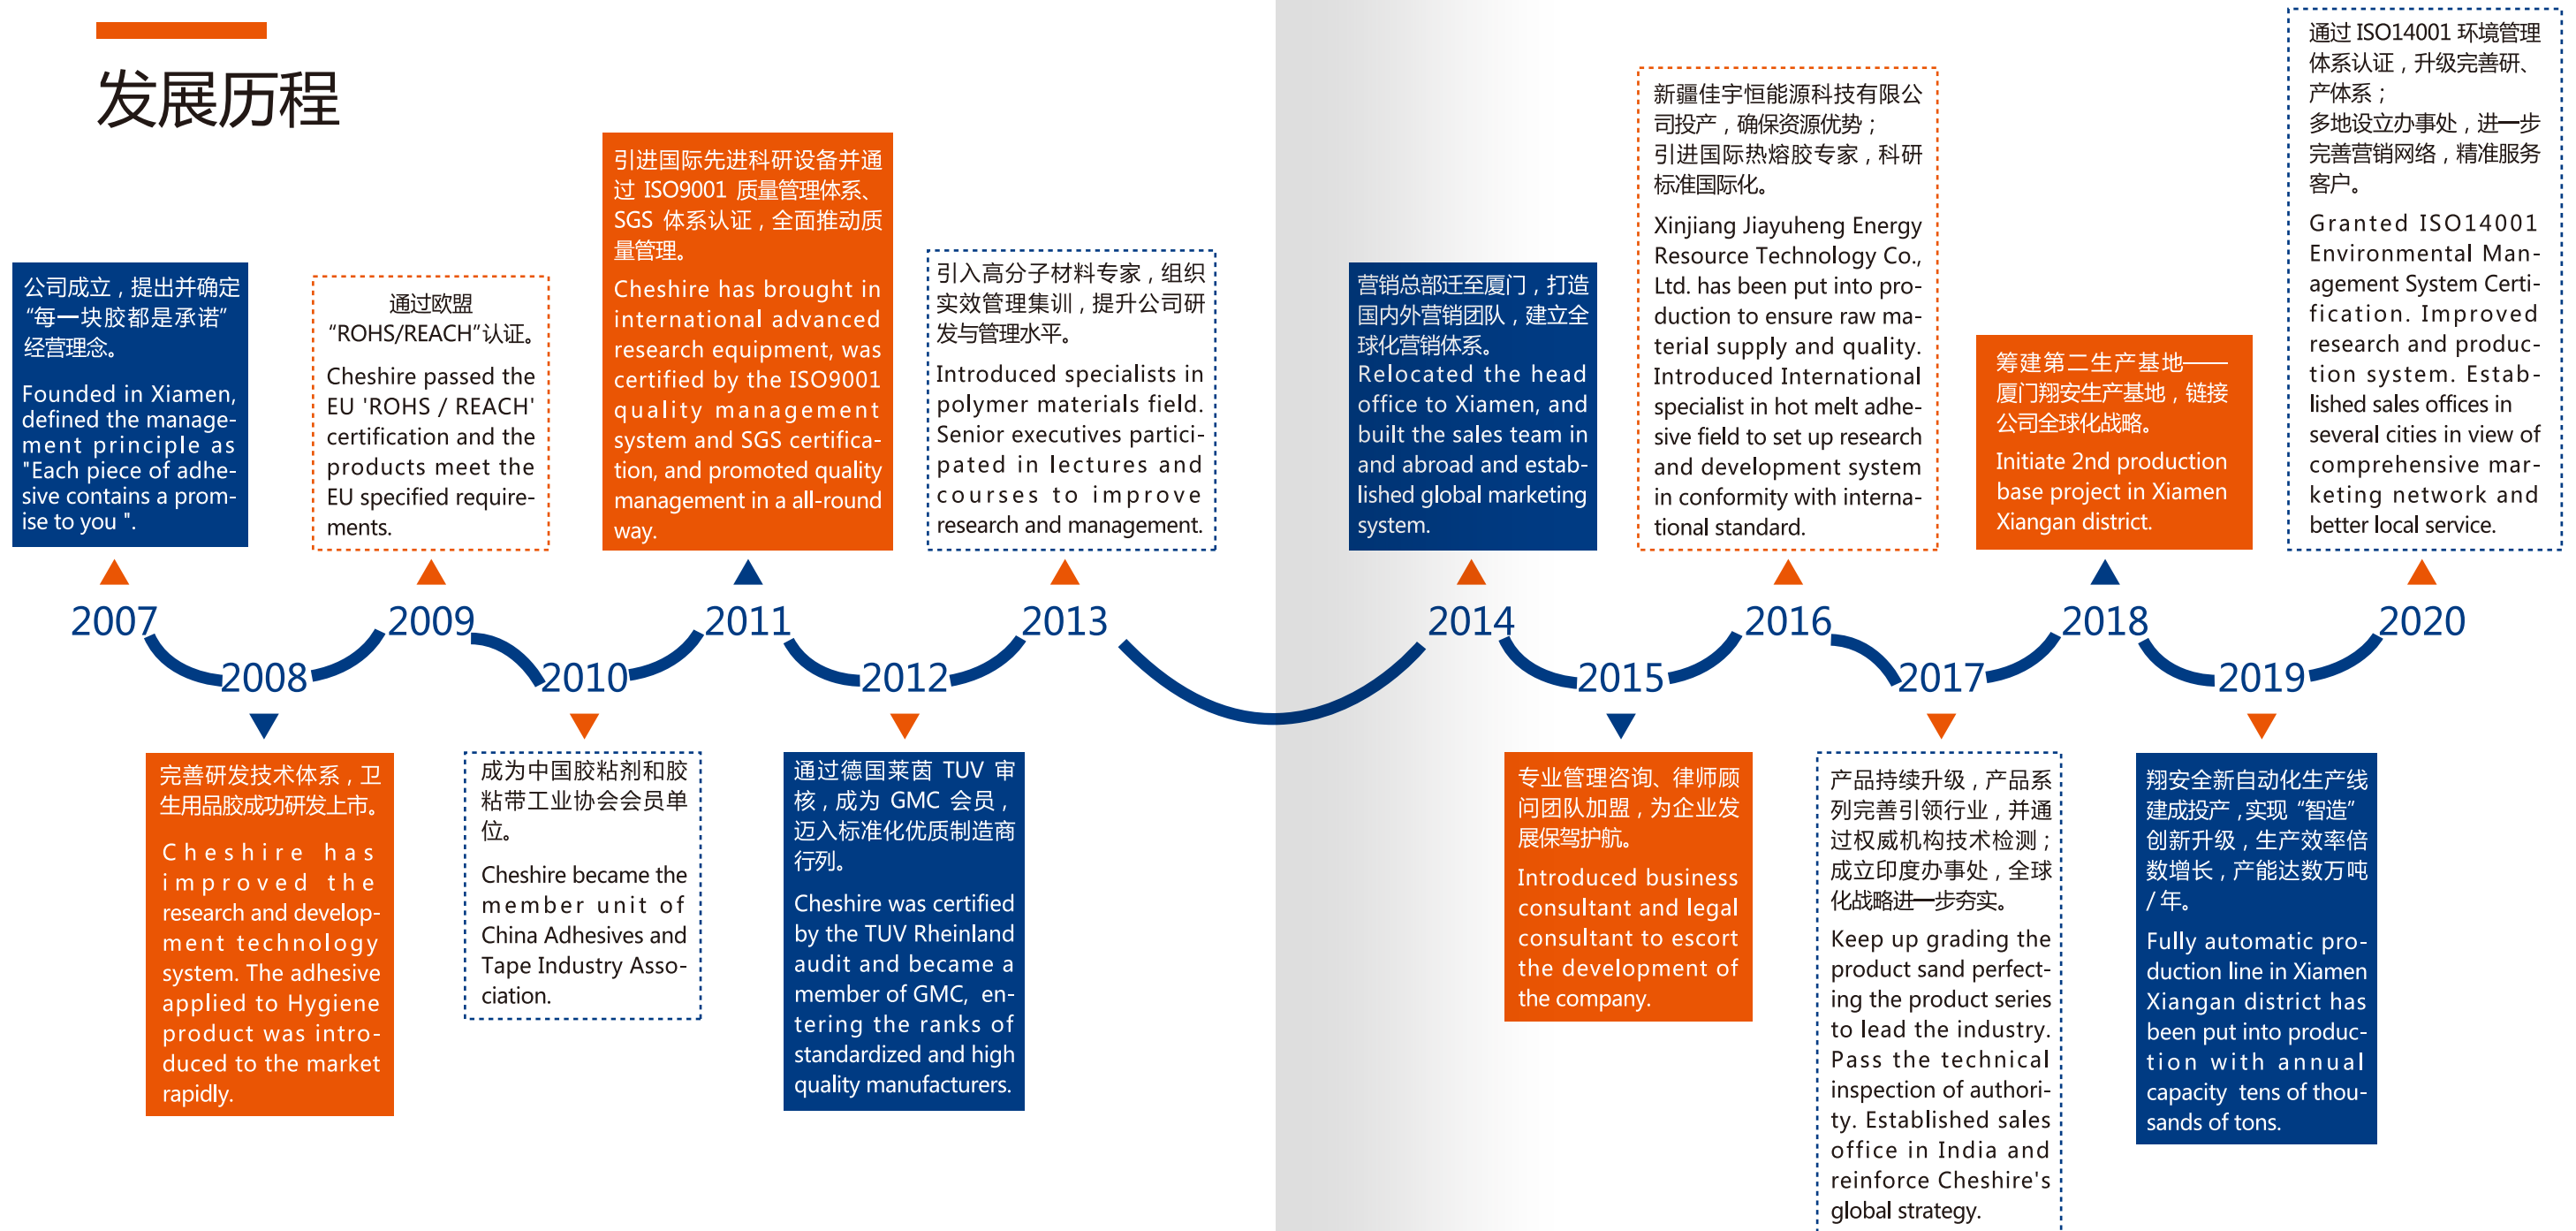 发展历程
公司成立，提出并确定
“每一块胶都是承诺”
经营理念。
Founded in Xiamen,
defined the manage-
ment principle as
"Each piece of adhe-
sive contains a prom-
ise to you ".
2007
2008
完善研发技术体系，卫
生用品胶成功研发上市。
Cheshire has
improved the
research and develop-
ment technology
system. The adhesive
applied to Hygiene
product was intro-
duced to the market
rapidly.
通过欧盟
“ROHS/REACH”认证。
Cheshire passed the
EU 'ROHS / REACH'
certification and the
products meet the
EU specified require-
ments.
2009
2010
成为中国胶粘剂和胶
粘带工业协会会员单
位。
Cheshire became the
member unit of
China Adhesives and
Tape Industry Asso-
ciation.
引进国际先进科研设备并通
过 ISO9001 质量管理体系、
SGS 体系认证，全面推动质
量管理。
Cheshire has brought in
international advanced
research equipment, was
certified by the ISO9001
quality management
system and SGS certifica-
tion, and promoted quality
management in a all-round
way.
2011
2012
通过德国莱茵 TUV 审
核，成为 GMC 会员，
迈入标准化优质制造商
行列。
Cheshire was certified
by the TUV Rheinland
audit and became a
member of GMC, en-
tering the ranks of
standardized and high
quality manufacturers.
引入高分子材料专家，组织
实效管理集训，提升公司研
发与管理水平。
Introduced specialists in
polymer materials field.
Senior executives partici-
pated in lectures and
courses to improve
research and management.
2013
营销总部迁至厦门，打造
国内外营销团队，建立全
球化营销体系。
Relocated the head
office to Xiamen, and
built the sales team in
and abroad and estab-
lished global marketing
system.
2014
2015
专业管理咨询、律师顾
问团队加盟，为企业发
展保驾护航。
Introduced business
consultant and legal
consultant to escort
the development of
the company.
新疆佳宇恒能源科技有限公
司投产，确保资源优势；
引进国际热熔胶专家，科研
标准国际化。
Xinjiang Jiayuheng Energy
Resource Technology Co.,
Ltd. has been put into pro-
duction to ensure raw ma-
terial supply and quality.
Introduced International
specialist in hot melt adhe-
sive field to set up research
and development system
in conformity with interna-
tional standard.
2016
2017
产品持续升级，产品系
列完善引领行业，并通
过权威机构技术检测；
成立印度办事处，全球
化战略进一步夯实。
Keep up grading the
product sand perfect-
ing the product series
to lead the industry.
Pass the technical
inspection of authori-
ty. Established sales
office in India and
reinforce Cheshire's
global strategy.
筹建第二生产基地——
厦门翔安生产基地，链接
公司全球化战略。
Initiate 2nd production
base project in Xiamen
Xiangan district.
2018
2019
翔安全新自动化生产线
建成投产，实现“智造”
创新升级，生产效率倍
数增长，产能达数万吨
/ 年。
Fully automatic pro-
duction line in Xiamen
Xiangan district has
been put into produc-
tion with annual
capacity tens of thou-
sands of tons.
通过 ISO14001 环境管理
体系认证，升级完善研、
产体系；
多地设立办事处，进一步
完善营销网络，精准服务
客户。
Granted ISO14001
Environmental Man-
agement System Certi-
fication. Improved
research and produc-
tion system. Estab-
lished sales offices in
several cities in view of
comprehensive mar-
keting network and
better local service.
2020